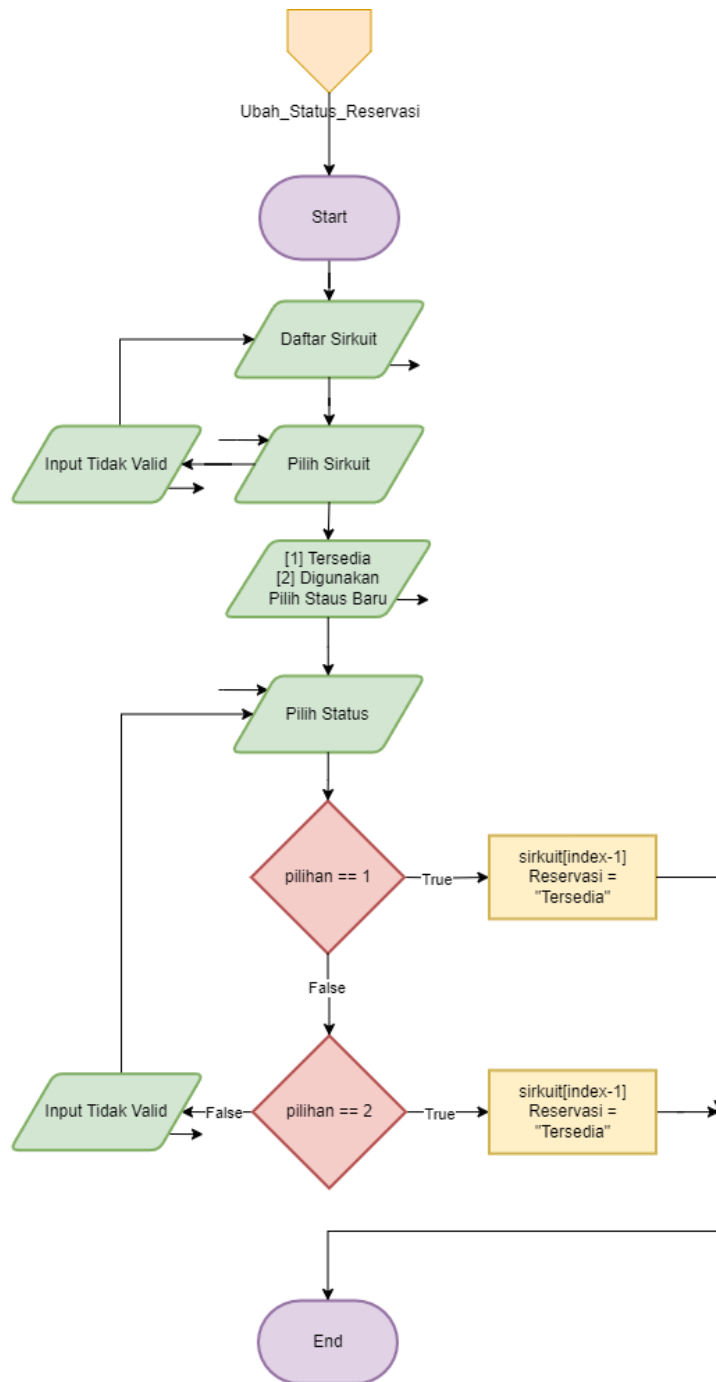 Ubah_Status_Reservasi
Start
Daftar Sirkuit
Input Tidak Valid
Pilih Sirkuit
[1] Tersedia
[2] Digunakan
Pilih Staus Baru
Pilih Status
pilihan == 1
True
sirkuit[index-1]
Reservasi =
"Tersedia"
False
Input Tidak Valid
False
pilihan == 2
True
sirkuit[index-1]
Reservasi =
"Tersedia"
End